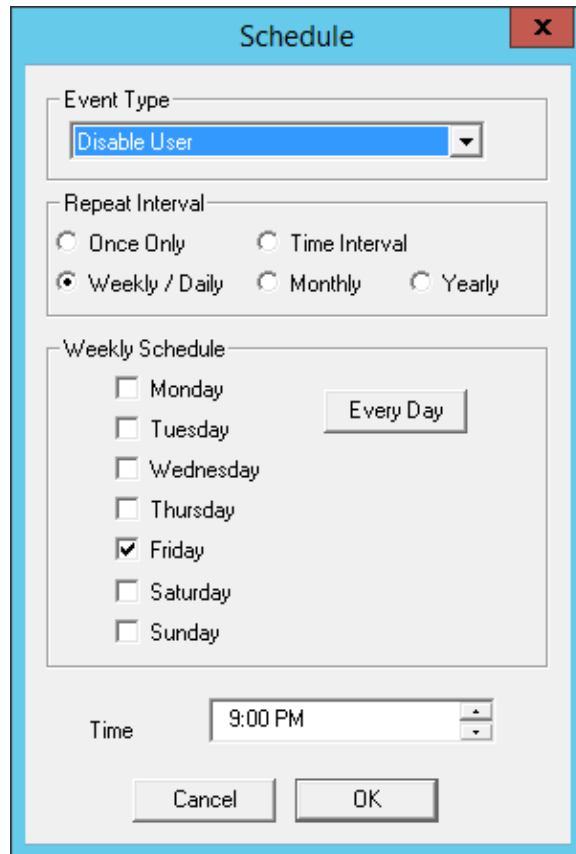 Schedule
x
Event Type
Disable User
Repeat Interval
Once Only Time Interval
Weekly / Daily Monthly Yearly
Weekly Schedule
Monday
Every Day
Tuesday
Wednesday
Thursday
Friday
Saturday
Sunday
Time 9:00 PM
Cancel OK